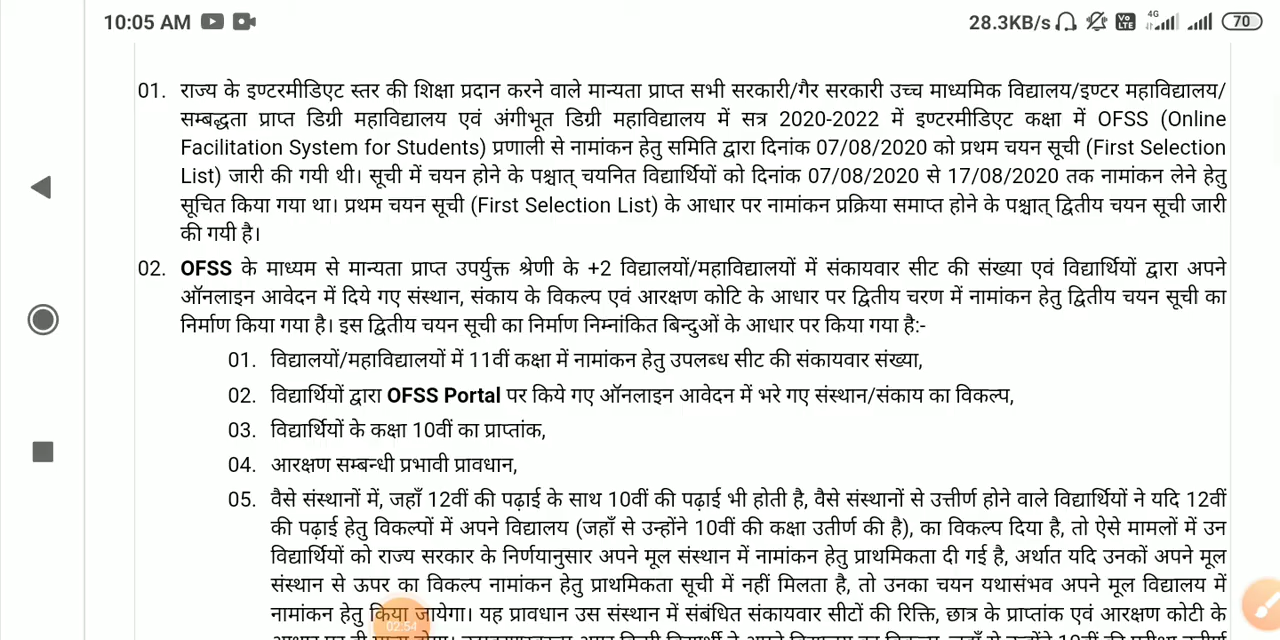 10:05 AM
28.3KB/s
Vo LTE
4G
70
01. राज्य के इण्टरमीडिएट स्तर की शिक्षा प्रदान करने वाले मान्यता प्राप्त सभी सरकारी/गैर सरकारी उच्च माध्यमिक विद्यालय/इण्टर महाविद्यालय/
सम्बद्धता प्राप्त डिग्री महाविद्यालय एवं अंगीभूत डिग्री महाविद्यालय में सत्र 2020-2022 में इण्टरमीडिएट कक्षा में OFSS (Online
Facilitation System for Students) प्रणाली से नामांकन हेतु समिति द्वारा दिनांक 07/08/2020 को प्रथम चयन सूची (First Selection
List) जारी की गयी थी। सूची में चयन होने के पश्चात् चयनित विद्यार्थियों को दिनांक 07/08/2020 से 17/08/2020 तक नामांकन लेने हेतु
सूचित किया गया था। प्रथम चयन सूची (First Selection List) के आधार पर नामांकन प्रक्रिया समाप्त होने के पश्चात् द्वितीय चयन सूची जारी
की गयी है।
02. OFSS के माध्यम से मान्यता प्राप्त उपर्युक्त श्रेणी के +2 विद्यालयों/महाविद्यालयों में संकायवार सीट की संख्या एवं विद्यार्थियों द्वारा अपने
ऑनलाइन आवेदन में दिये गए संस्थान, संकाय के विकल्प एवं आरक्षण कोटि के आधार पर द्वितीय चरण में नामांकन हेतु द्वितीय चयन सूची का
निर्माण किया गया है। इस द्वितीय चयन सूची का निर्माण निम्नांकित बिन्दुओं के आधार पर किया गया है:-
01. विद्यालयों/महाविद्यालयों में 11वीं कक्षा में नामांकन हेतु उपलब्ध सीट की संकायवार संख्या,
02. विद्यार्थियों द्वारा OFSS Portal पर किये गए ऑनलाइन आवेदन में भरे गए संस्थान/संकाय का विकल्प,
03. विद्यार्थियों के कक्षा 10वीं का प्राप्तांक,
04. आरक्षण सम्बन्धी प्रभावी प्रावधान,
05. वैसे संस्थानों में, जहाँ 12वीं की पढ़ाई के साथ 10वीं की पढ़ाई भी होती है, वैसे संस्थानों से उत्तीर्ण होने वाले विद्यार्थियों ने यदि 12वीं
की पढ़ाई हेतु विकल्पों में अपने विद्यालय (जहाँ से उन्होंने 10वीं की कक्षा उतीर्ण की है), का विकल्प दिया है, तो ऐसे मामलों में उन
विद्यार्थियों को राज्य सरकार के निर्णयानुसार अपने मूल संस्थान में नामांकन हेतु प्राथमिकता दी गई है, अर्थात यदि उनकों अपने मूल
संस्थान से ऊपर का विकल्प नामांकन हेतु प्राथमिकता सूची में नहीं मिलता है, तो उनका चयन यथासंभव अपने मूल विद्यालय में
नामांकन हेतु किया जायेगा। यह प्रावधान उस संस्थान में संबंधित संकायवार सीटों की रिक्ति, छात्र के प्राप्तांक एवं आरक्षण कोटी के
02:54